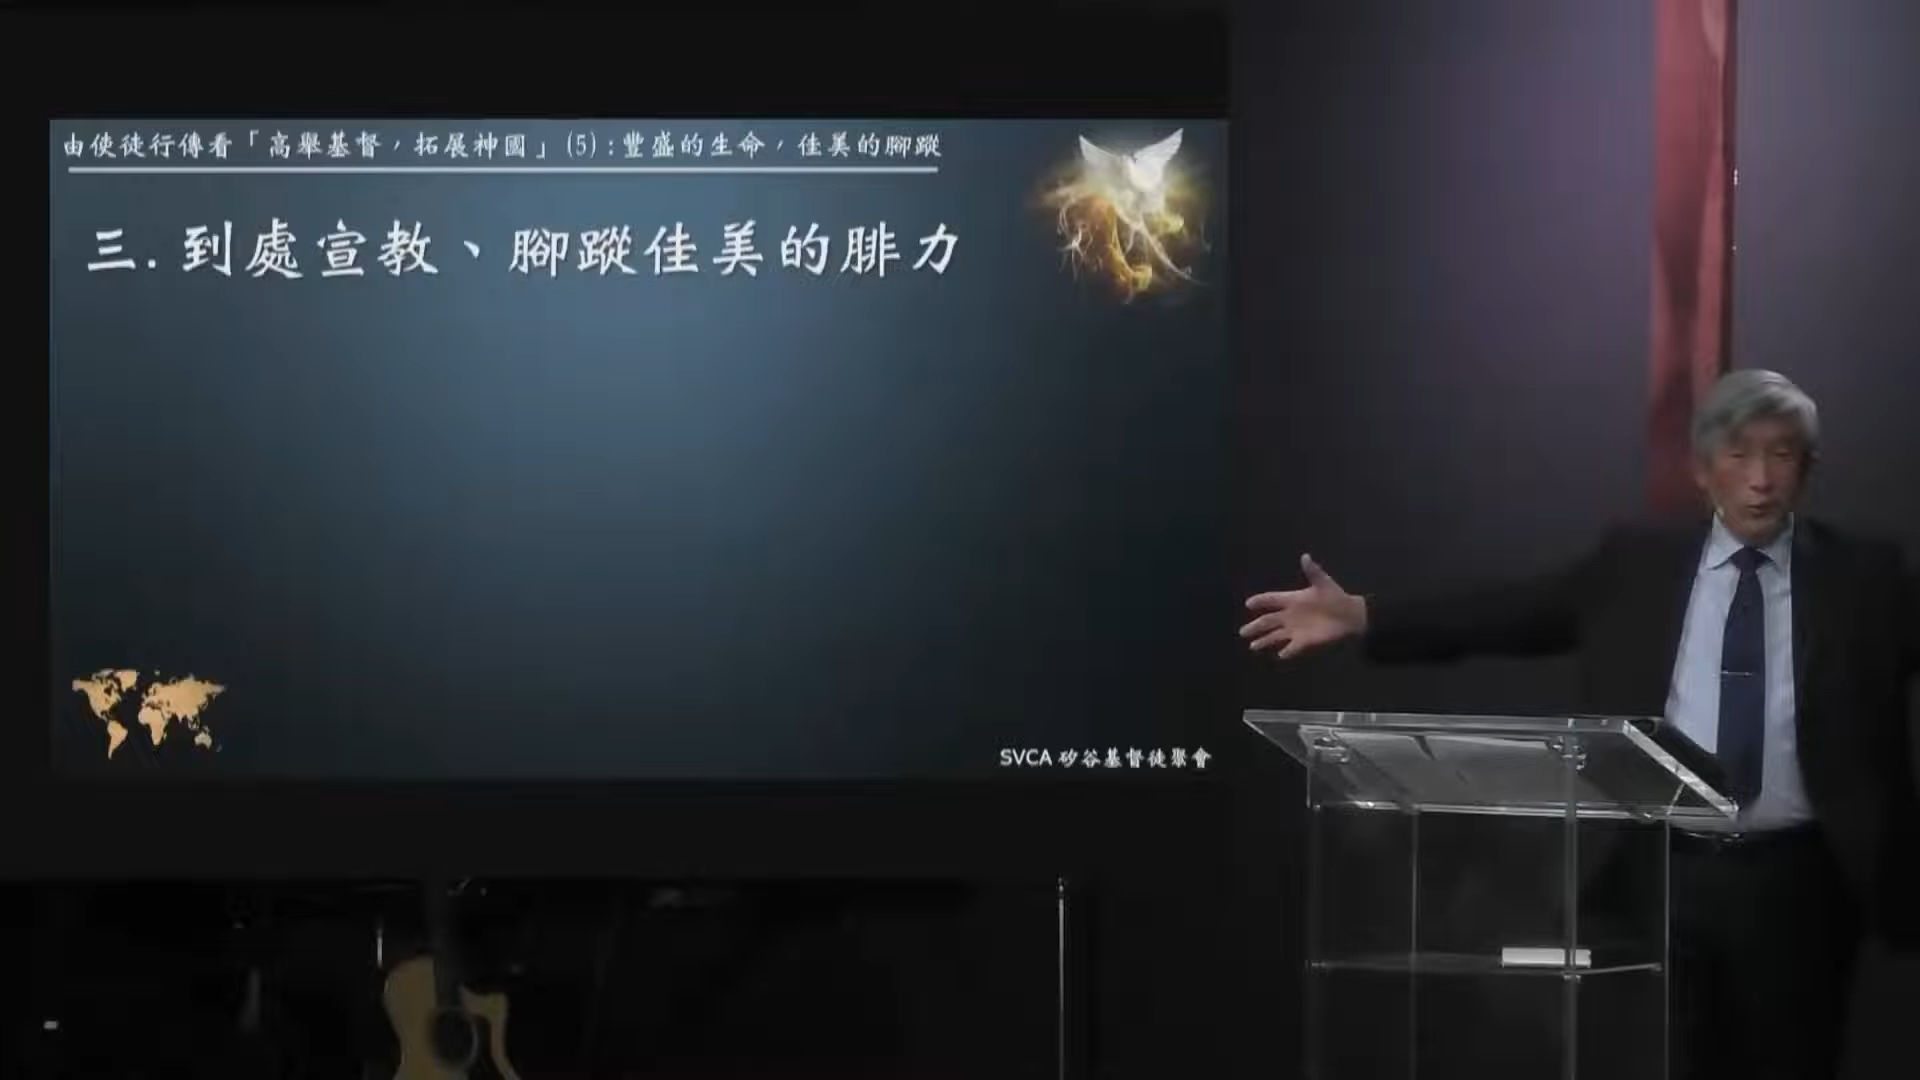 由使徒行傳看「高舉基督，拓展神國」(5):豐盛的生命，佳美的腳蹤
三.到處宣教、腳蹤佳美的腓力
SVCA 矽谷基督徒聚會